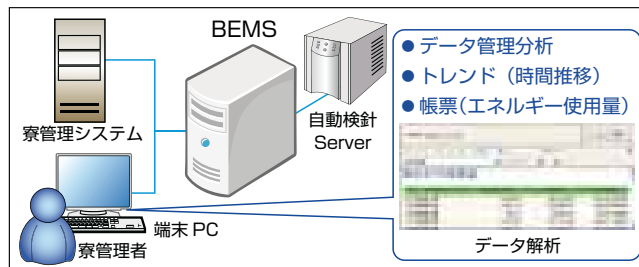 BEMS
寮管理システム
自動検針
Server
端末 PC
寮管理者
● データ管理分析
● トレンド（時間推移）
● 帳票（エネルギー使用量）
データ解析